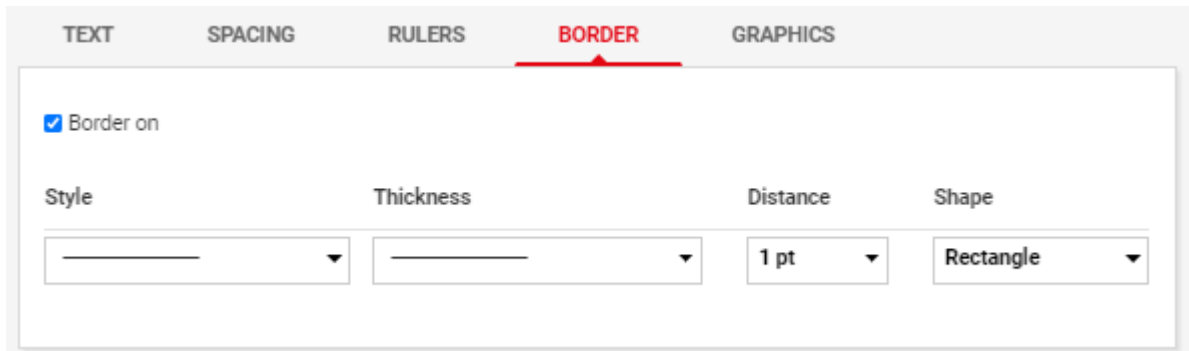 TEXT SPACING RULERS BORDER GRAPHICS
Border on
Style Thickness Distance Shape
1 pt Rectangle